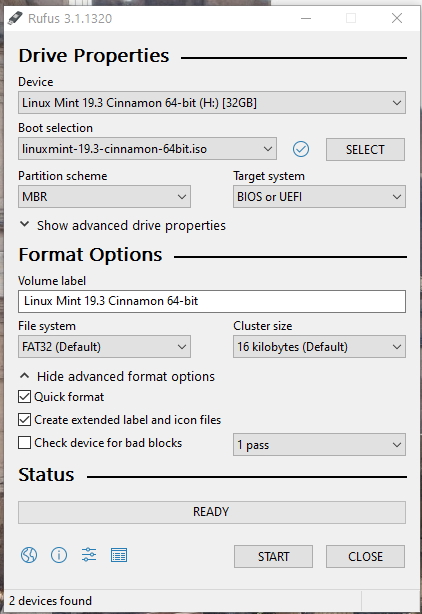 Rufus 3.1.1320
Drive Properties
Device
Linux Mint 19.3 Cinnamon 64-bit (H:) [32GB]
Boot selection
linuxmint-19.3-cinnamon-64bit.iso
SELECT
Partition scheme
Target system
MBR
BIOS or UEFI
Show advanced drive properties
Format Options
Volume label
Linux Mint 19.3 Cinnamon 64-bit
File system
Cluster size
FAT32 (Default)
16 kilobytes (Default)
Hide advanced format options
Quick format
Create extended label and icon files
Check device for bad blocks
1 pass
Status
READY
START
CLOSE
2 devices found